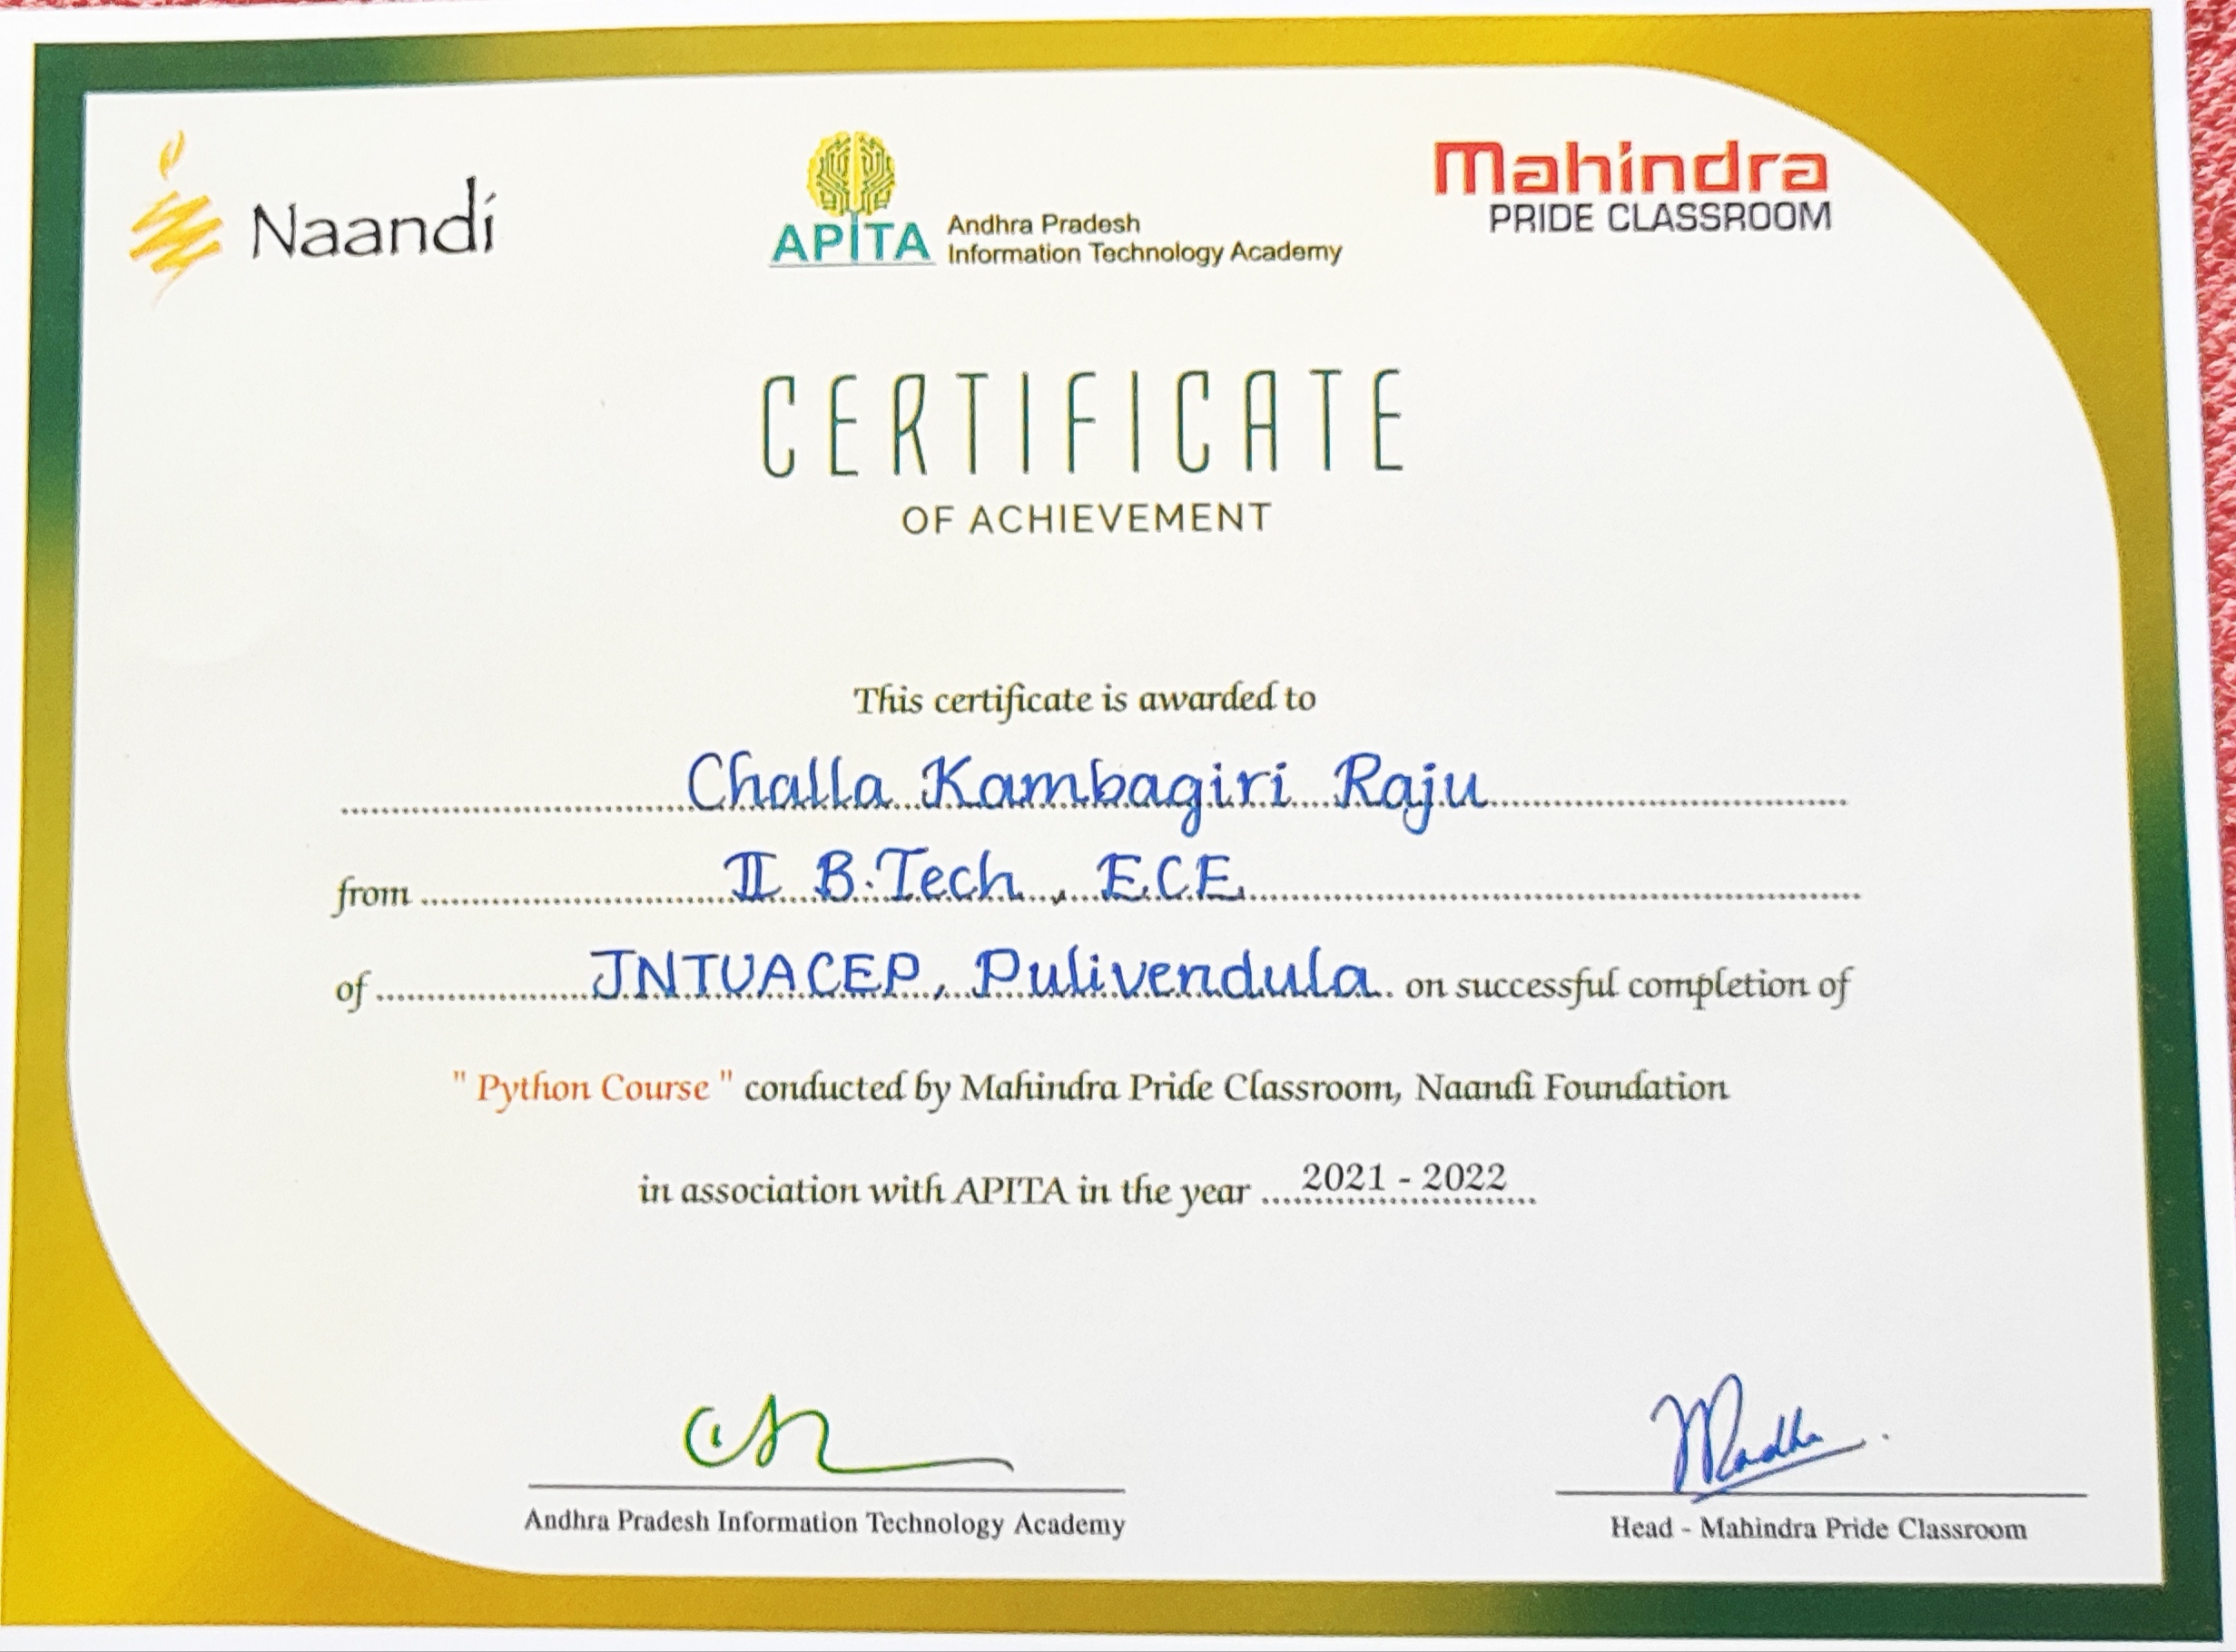 Naandi
APITA
Andhra Pradesh
Information Technology Academy
Mahindra
PRIDE CLASSROOM
CERTIFICATE
OF ACHIEVEMENT
This certificate is awarded to
Challa Kambagiri Raju
from II B.Tech, E.C.E
of JNTUACEP, Pulivendula on successful completion of
" Python Course " conducted by Mahindra Pride Classroom, Naandi Foundation
in association with APITA in the year 2021 - 2022
Andhra Pradesh Information Technology Academy
Madhu
Head - Mahindra Pride Classroom